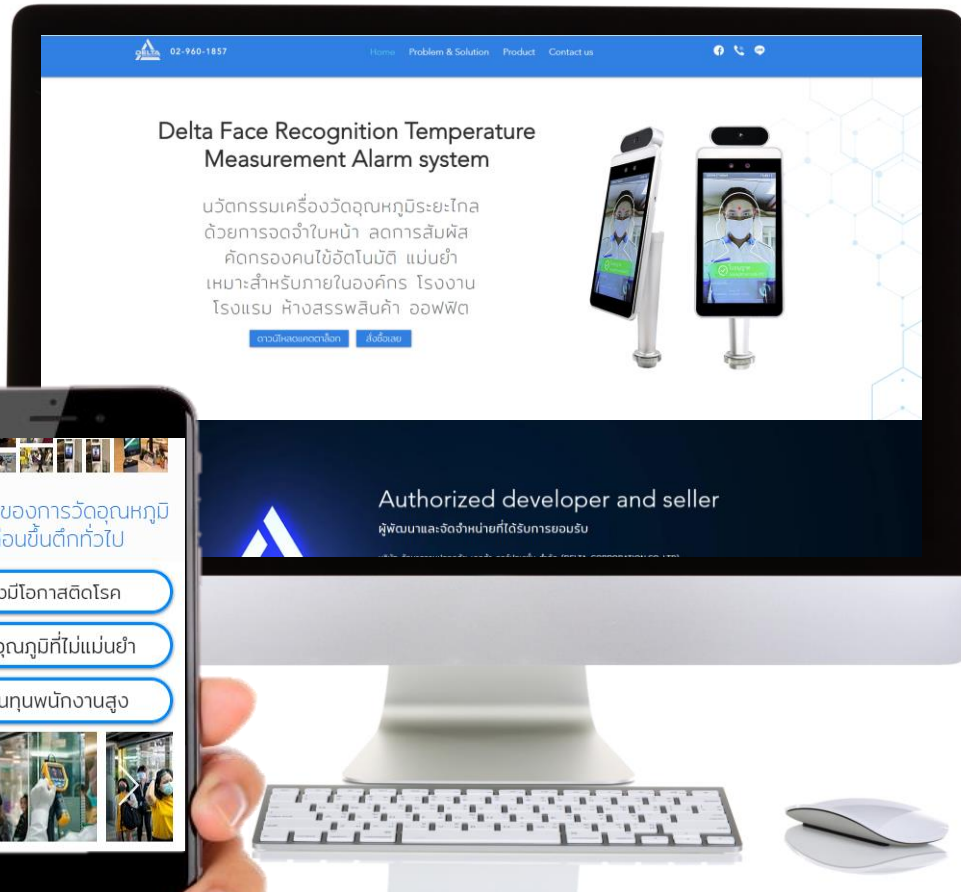 DELTA 02-960-1857
Home Problem & Solution Product Contact us
Delta Face Recognition Temperature
Measurement Alarm system
นวัตกรรมเครื่องวัดอุณหภูมิระยะไกล
ด้วยการจดจำใบหน้า ลดการสัมผัส
คัดกรองคนไข้อัตโนมัติ แม่นยำ
เหมาะสำหรับภายในองค์กร โรงงาน
โรงแรม ห้างสรรพสินค้า ออฟฟิต
ดาวน์โหลดแคตตาล็อก สั่งซื้อเลย
Authorized developer and seller
ผู้พัฒนาและจัดจำหน่ายที่ได้รับการยอมรับ
ของการวัดอุณหภูมิ
ขึ้นตึกทั่วไป
มีโอกาสติดโรค
ที่ไม่แม่นยำ
ทุนพนักงานสูง